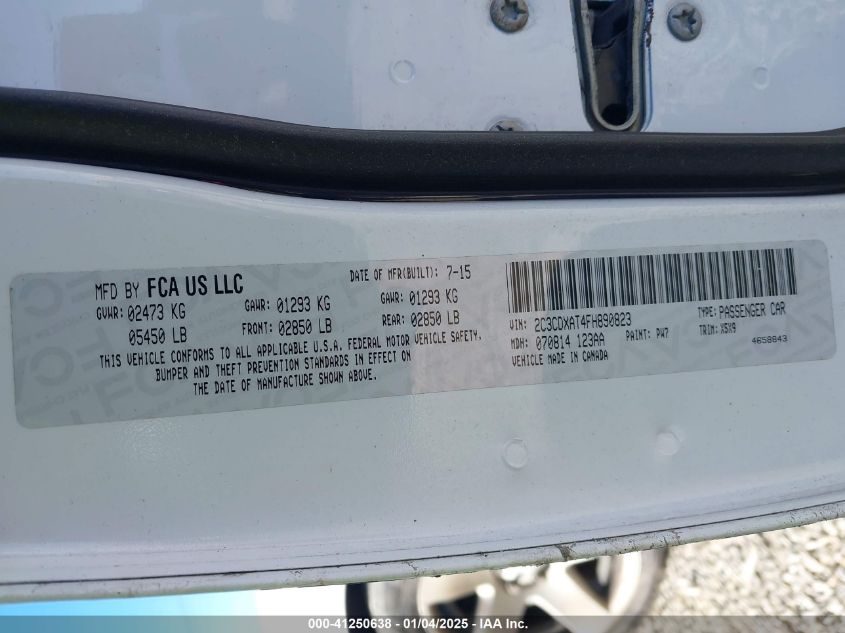 MFD BY FCA US LLC
DATE OF MFR(BUILT): 7-15
GVWR: 02473 KG
GAWR: 01293 KG
GAWR: 01293 KG
05450 LB
FRONT: 02850 LB
REAR: 02850 LB
THIS VEHICLE CONFORMS TO ALL APPLICABLE U.S.A. FEDERAL MOTOR VEHICLE SAFETY,
BUMPER AND THEFT PREVENTION STANDARDS IN EFFECT ON
THE DATE OF MANUFACTURE SHOWN ABOVE.
VIN: 2C3CDXAT4FH890823
TYPE: PASSENGER CAR
MDH: 070814 123AA
PAINT: PW7
TRIM: X5X9
VEHICLE MADE IN CANADA
4658843
000-41250638 - 01/04/2025 - IAA Inc.